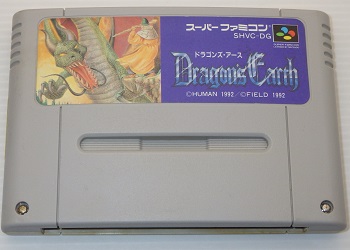 スーパーファミコン
SHVC-DG
ドラゴンズ・アース
Dragons Earth
©HUMAN 1992/©FIELD 1992